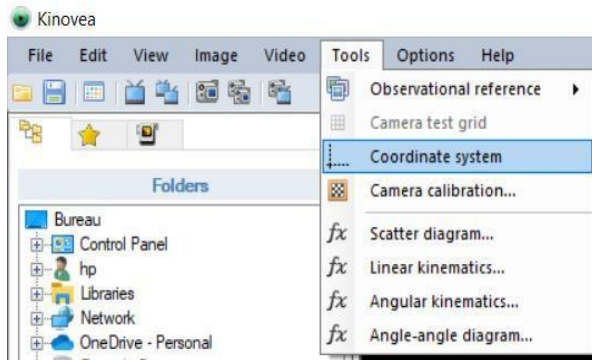 Kinovea
File Edit View Image Video Tools Options Help
Observational reference
Camera test grid
Coordinate system
Camera calibration...
Scatter diagram...
Linear kinematics...
Angular kinematics...
Angle-angle diagram...
Folders
Bureau
Control Panel
hp
Libraries
Network
OneDrive - Personal